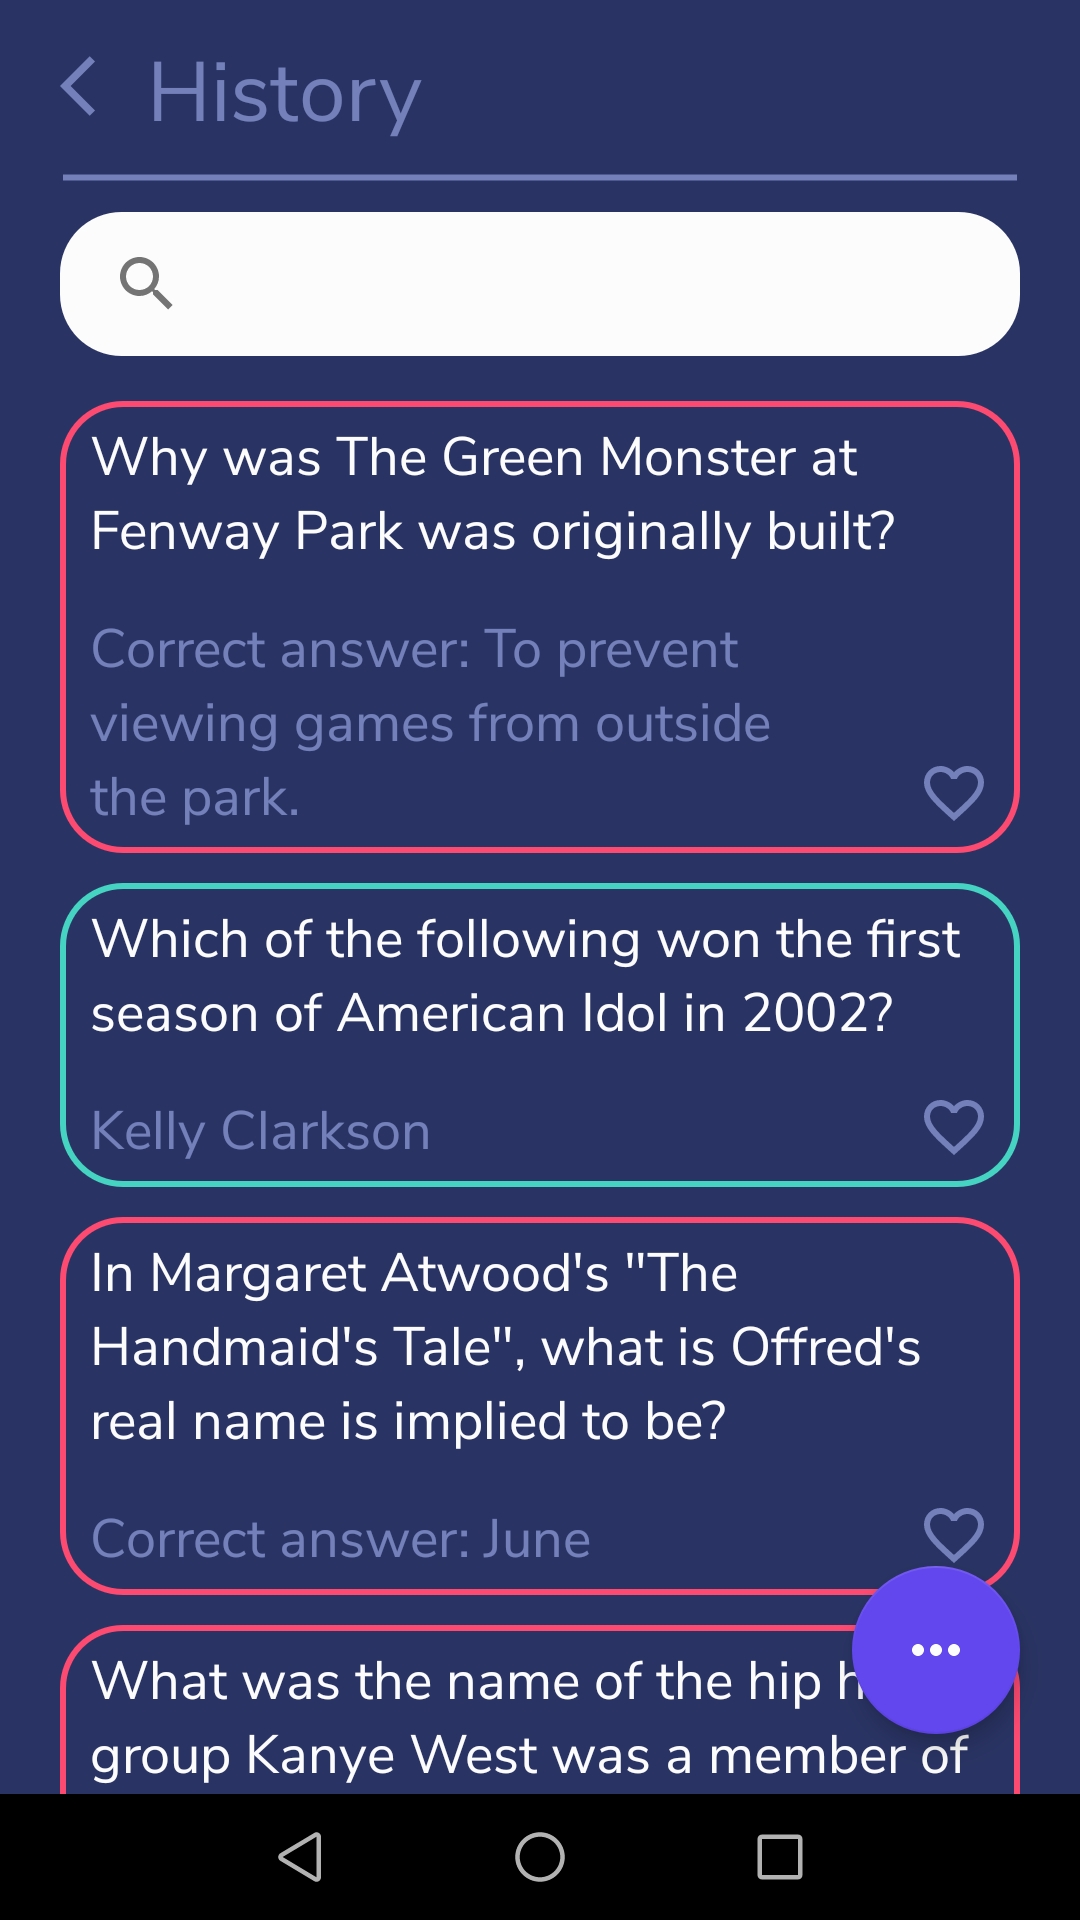 History
Why was The Green Monster at
Fenway Park was originally built?
Correct answer: To prevent
viewing games from outside
the park.
Which of the following won the first
season of American Idol in 2002?
Kelly Clarkson
In Margaret Atwood's "The
Handmaid's Tale", what is Offred's
real name is implied to be?
Correct answer: June
What was the name of the hip
group Kanye West was a member of